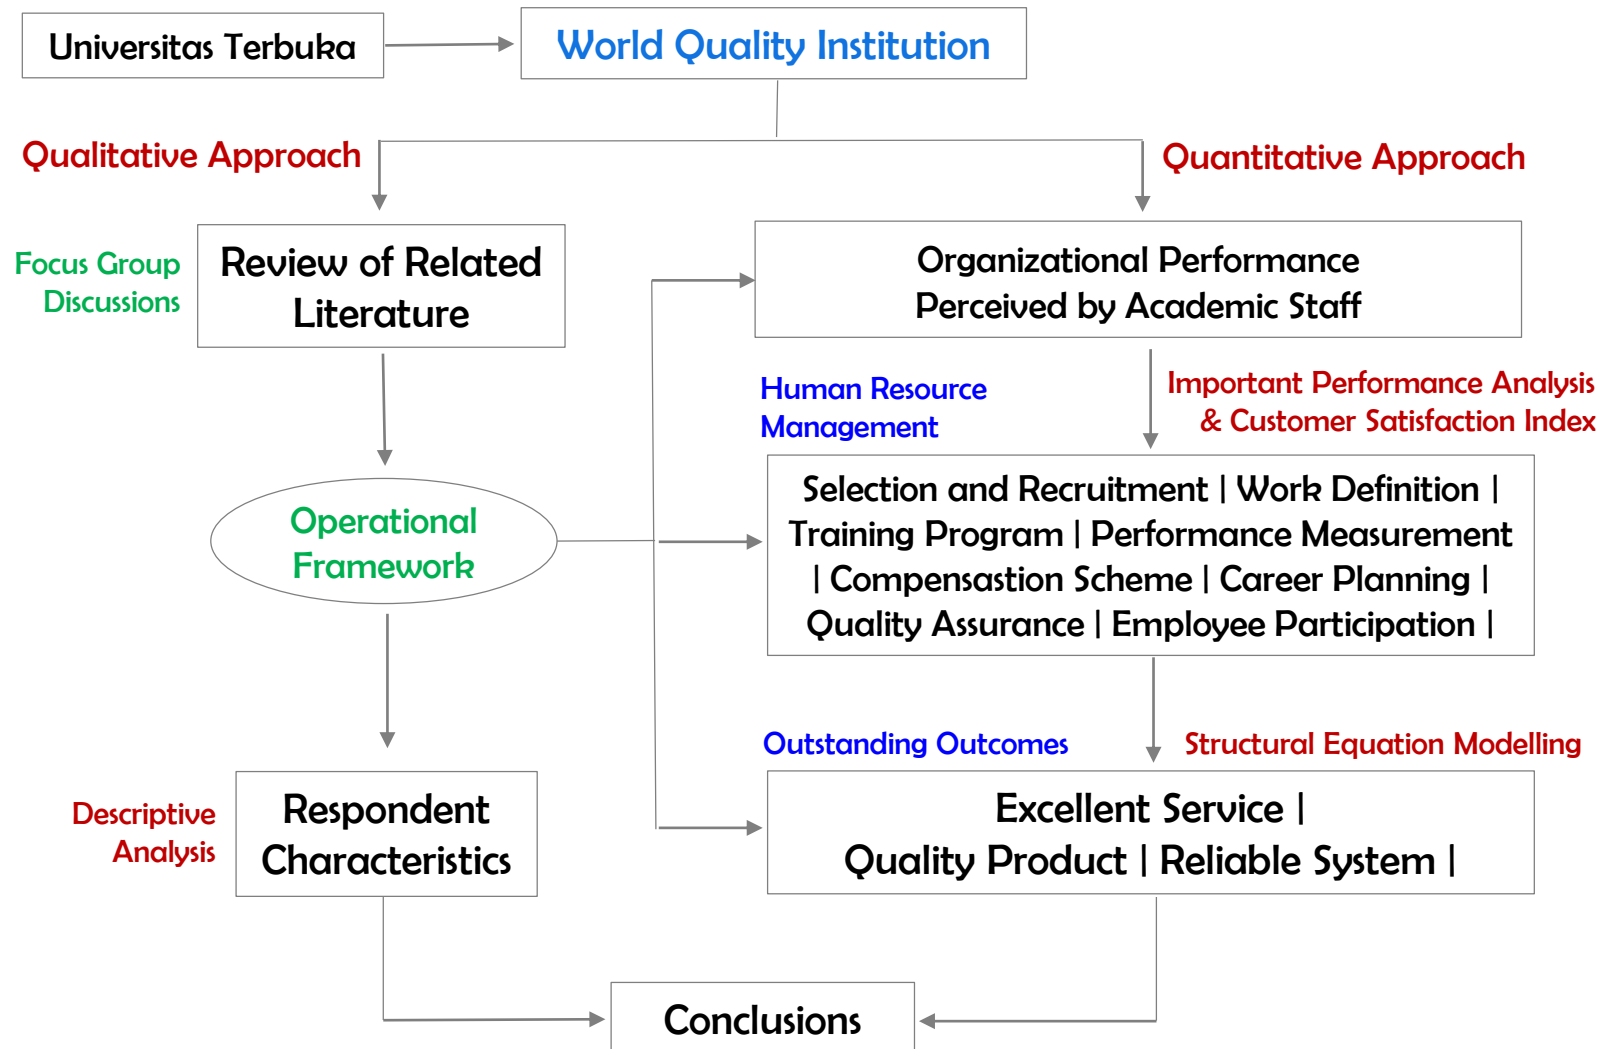 Universitas Terbuka
World Quality Institution
Qualitative Approach
Quantitative Approach
Focus Group
Discussions
Review of Related
Literature
Organizational Performance
Perceived by Academic Staff
Human Resource
Management
Important Performance Analysis
& Customer Satisfaction Index
Operational
Framework
Selection and Recruitment | Work Definition |
Training Program | Performance Measurement
| Compensastion Scheme | Career Planning |
Quality Assurance | Employee Participation |
Outstanding Outcomes
Structural Equation Modelling
Descriptive
Analysis
Respondent
Characteristics
Excellent Service |
Quality Product | Reliable System |
Conclusions